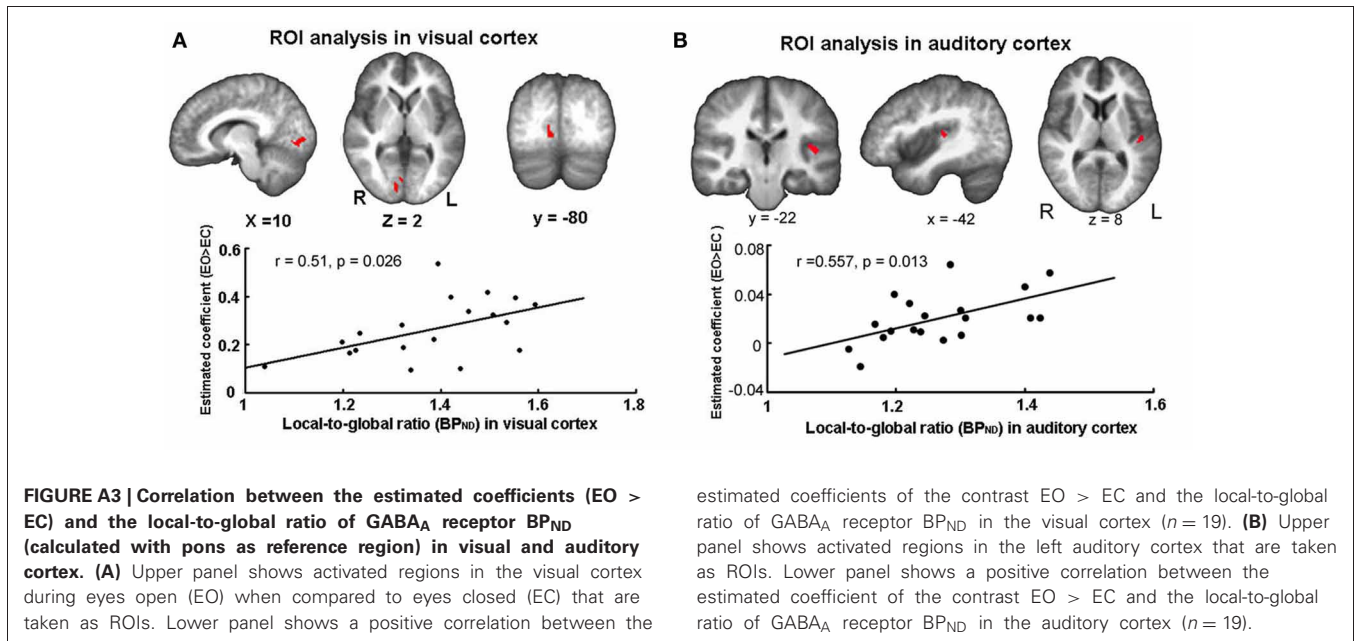 A
ROI analysis in visual cortex
R
L
X =10
Z = 2
y = -80
Estimated coefficient (EO>EC)
0.6
0.4
0.2
0
r = 0.51, p = 0.026
1
1.2
1.4
1.6
1.8
Local-to-global ratio (BPND) in visual cortex
B
ROI analysis in auditory cortex
R
L
y = -22
x = -42
z = 8
Estimated coefficient (EO>EC)
0.08
0.04
0
-0.04
r =0.557, p = 0.013
1
1.2
1.4
1.6
Local-to-global ratio (BPND) in auditory cortex
FIGURE A3 | Correlation between the estimated coefficients (EO >
EC) and the local-to-global ratio of GABAA receptor BPND
(calculated with pons as reference region) in visual and auditory
cortex. (A) Upper panel shows activated regions in the visual cortex
during eyes open (EO) when compared to eyes closed (EC) that are
taken as ROIs. Lower panel shows a positive correlation between the
estimated coefficients of the contrast EO > EC and the local-to-global
ratio of GABAA receptor BPND in the visual cortex (n = 19). (B) Upper
panel shows activated regions in the left auditory cortex that are taken
as ROIs. Lower panel shows a positive correlation between the
estimated coefficient of the contrast EO > EC and the local-to-global
ratio of GABAA receptor BPND in the auditory cortex (n = 19).